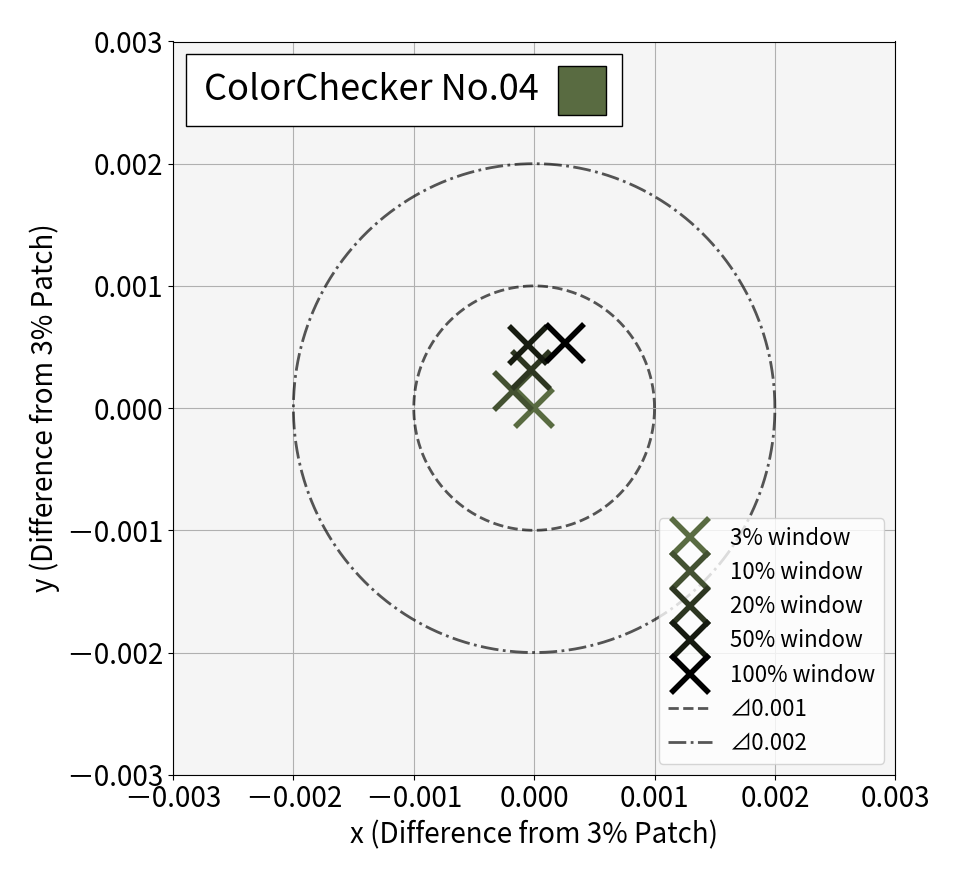 ColorChecker No.04
0.003
0.002
0.001
0.000
−0.001
−0.002
−0.003
y (Difference from 3% Patch)
3% window
10% window
20% window
50% window
100% window
⊿0.001
⊿0.002
−0.003 −0.002 −0.001 0.000 0.001 0.002 0.003
x (Difference from 3% Patch)